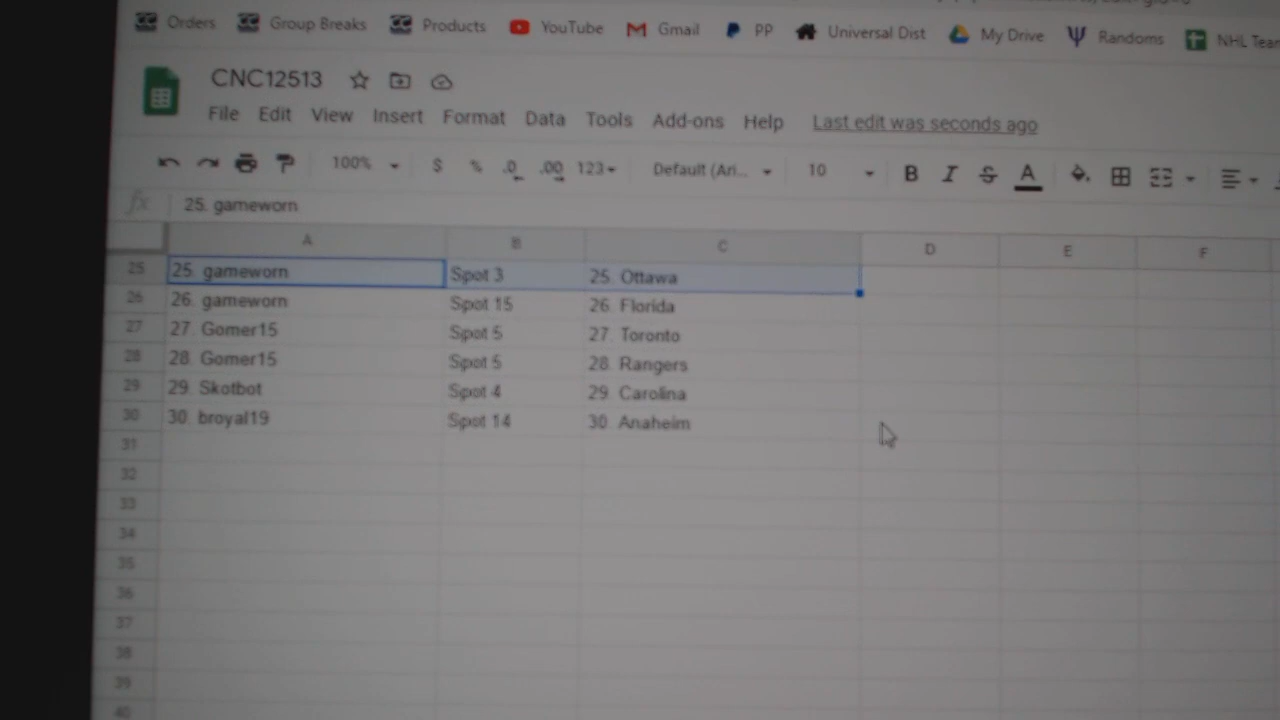 Orders Group Breaks Products YouTube Gmail PP Universal Dist My Drive Randoms NHL Team
CNC12513
File Edit View Insert Format Data Tools Add-ons Help Last edit was seconds ago
100% $ % .0 .00 123 Default (Ari... 10 B I S A
fx 25. gameworn
A B C D E F
25 25. gameworn Spot 3 25. Ottawa
26 26. gameworn Spot 15 26. Florida
27 27. Gomer15 Spot 5 27. Toronto
28 28. Gomer15 Spot 5 28. Rangers
29 29. Skotbot Spot 4 29. Carolina
30 30. broyal19 Spot 14 30. Anaheim
31
32
33
34
35
36
37
38
39
40